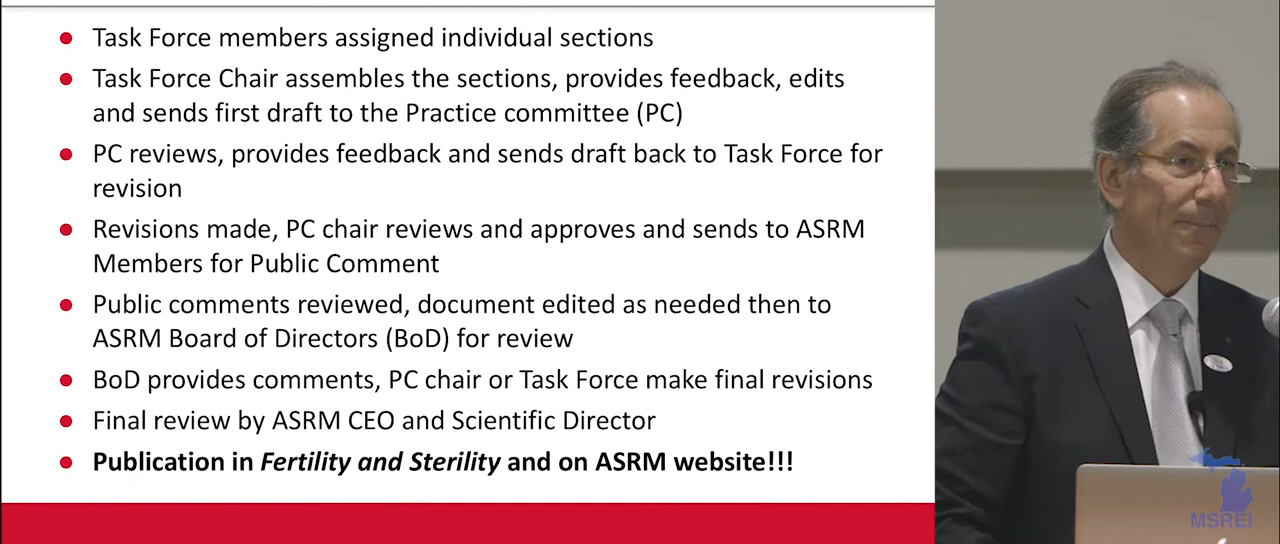 Task Force members assigned individual sections
Task Force Chair assembles the sections, provides feedback, edits
and sends first draft to the Practice committee (PC)
PC reviews, provides feedback and sends draft back to Task Force for
revision
Revisions made, PC chair reviews and approves and sends to ASRM
Members for Public Comment
Public comments reviewed, document edited as needed then to
ASRM Board of Directors (BoD) for review
BoD provides comments, PC chair or Task Force make final revisions
Final review by ASRM CEO and Scientific Director
Publication in Fertility and Sterility and on ASRM website!!!
MSREI